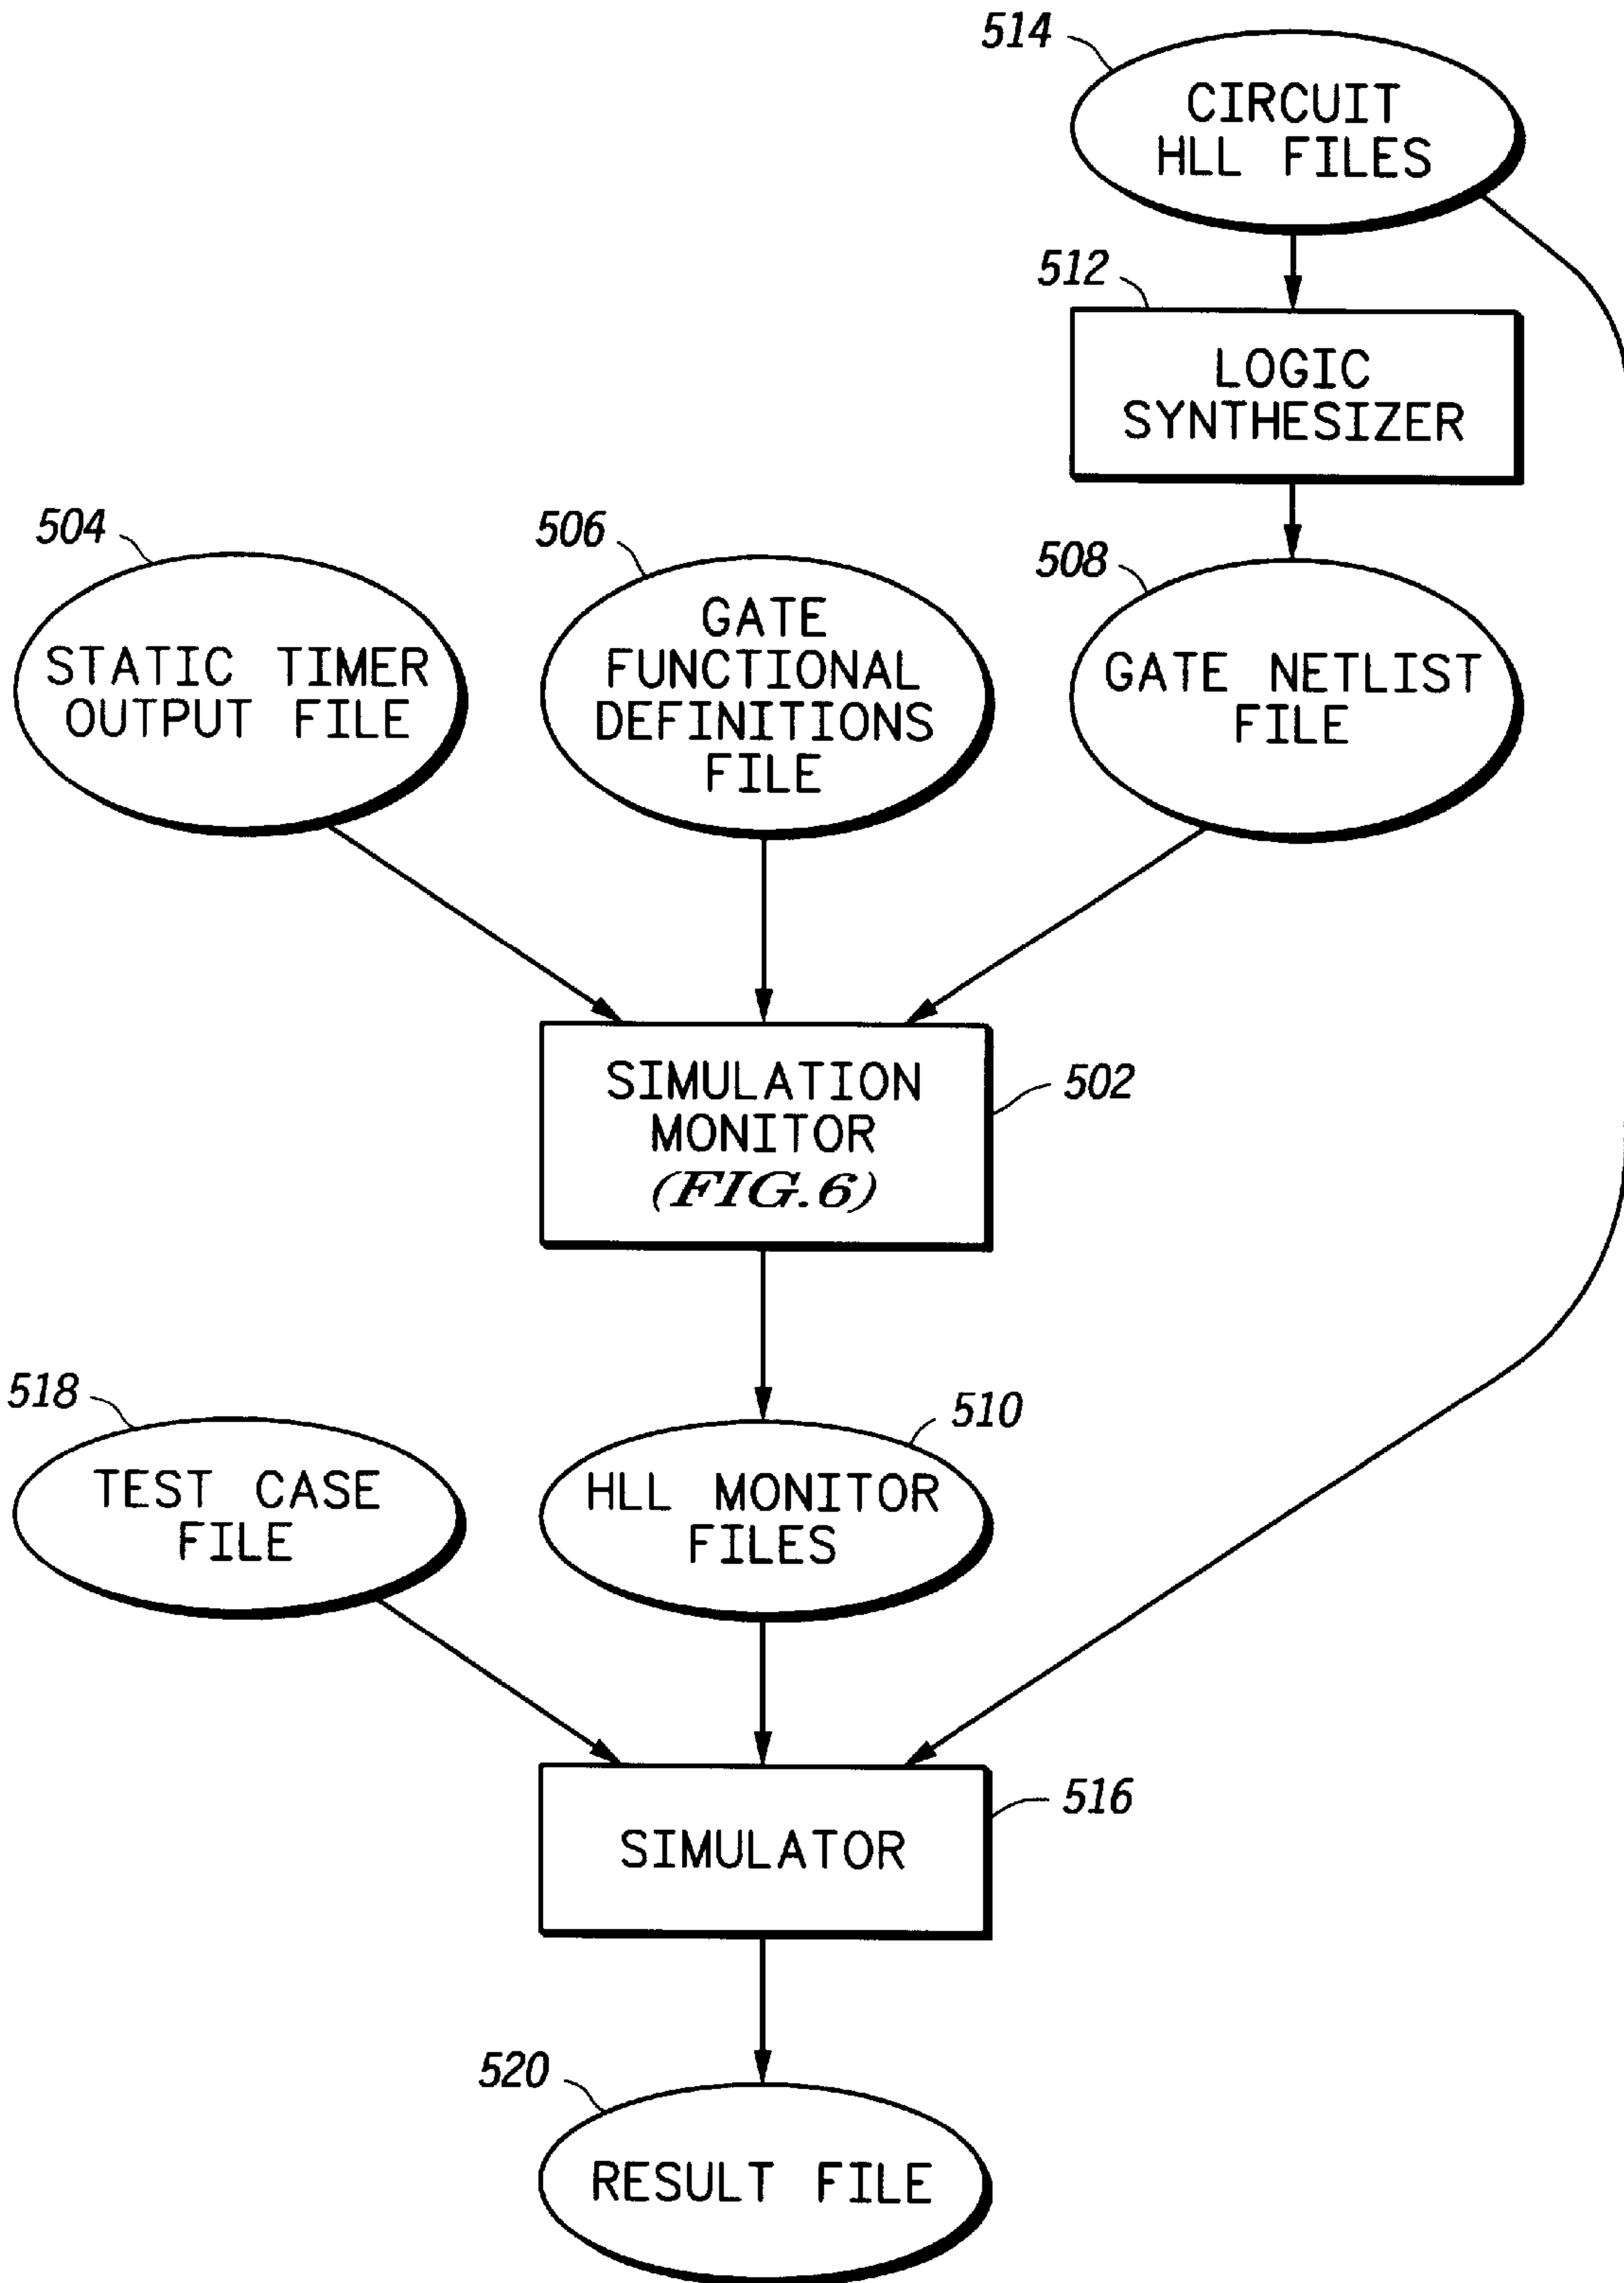 514
CIRCUIT
HLL FILES
512
LOGIC
SYNTHESIZER
504
STATIC TIMER
OUTPUT FILE
506
GATE
FUNCTIONAL
DEFINITIONS
FILE
508
GATE NETLIST
FILE
SIMULATION
MONITOR
(FIG.6)
502
518
TEST CASE
FILE
510
HLL MONITOR
FILES
SIMULATOR
516
520
RESULT FILE